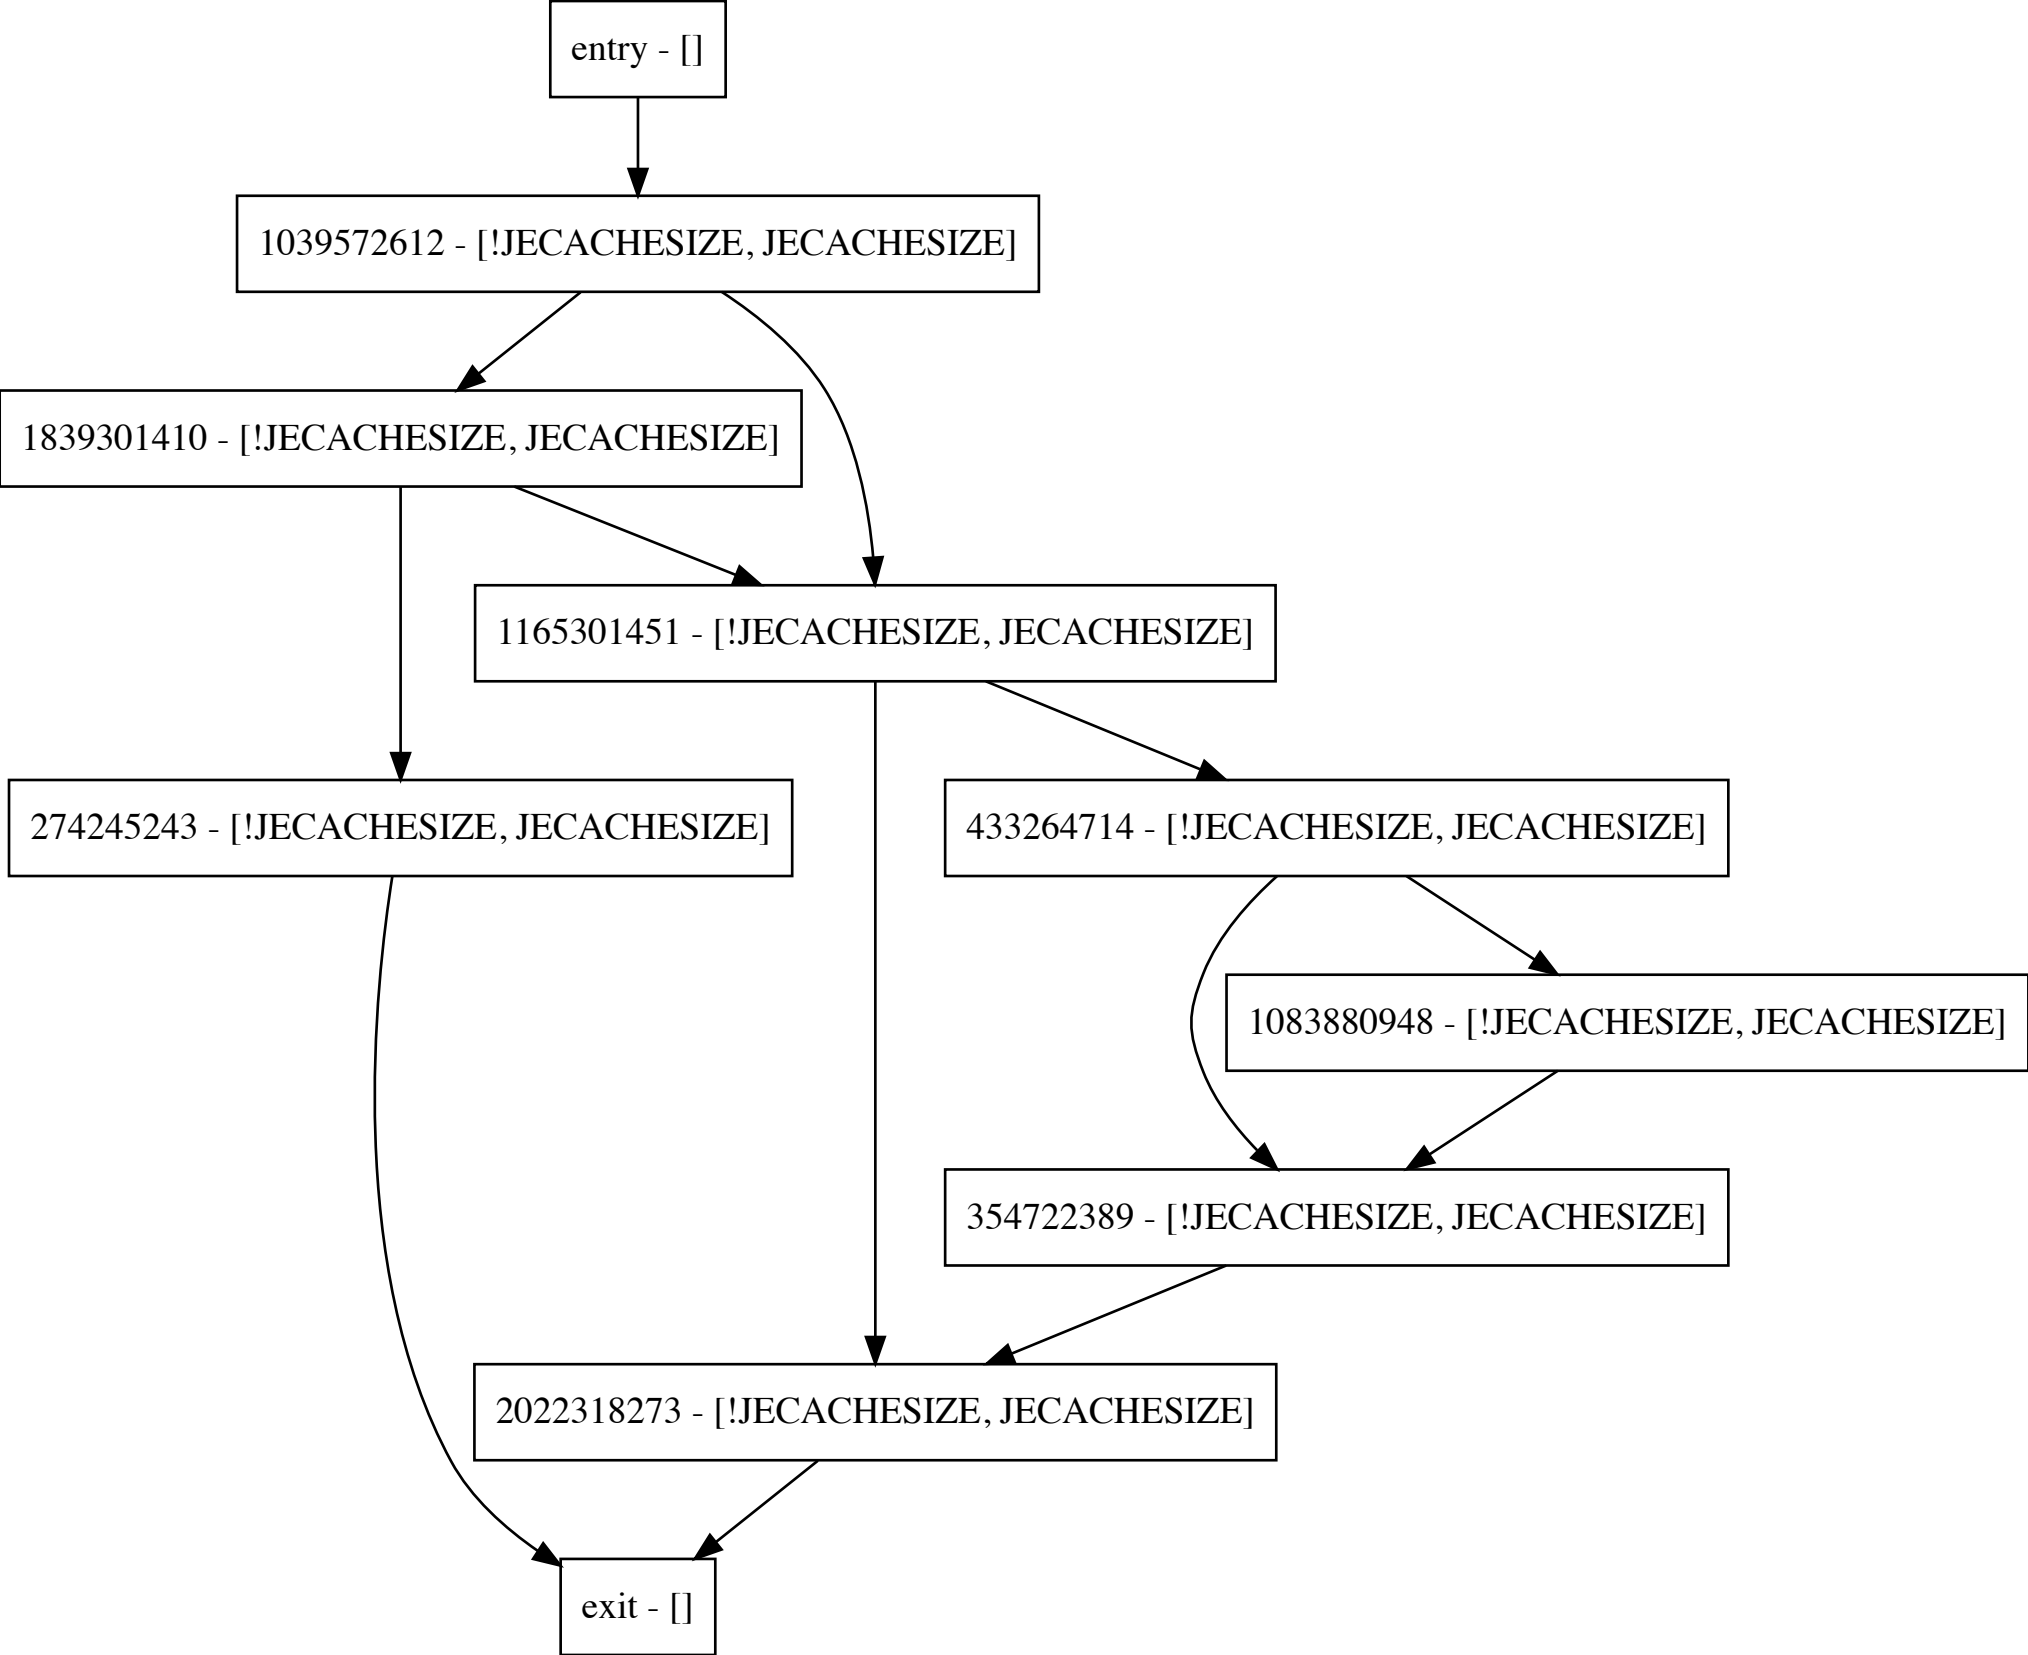 entry - []
1039572612 - [!JECACHESIZE, JECACHESIZE]
1839301410 - [!JECACHESIZE, JECACHESIZE]
1165301451 - [!JECACHESIZE, JECACHESIZE]
274245243 - [!JECACHESIZE, JECACHESIZE]
433264714 - [!JECACHESIZE, JECACHESIZE]
1083880948 - [!JECACHESIZE, JECACHESIZE]
354722389 - [!JECACHESIZE, JECACHESIZE]
2022318273 - [!JECACHESIZE, JECACHESIZE]
exit - []